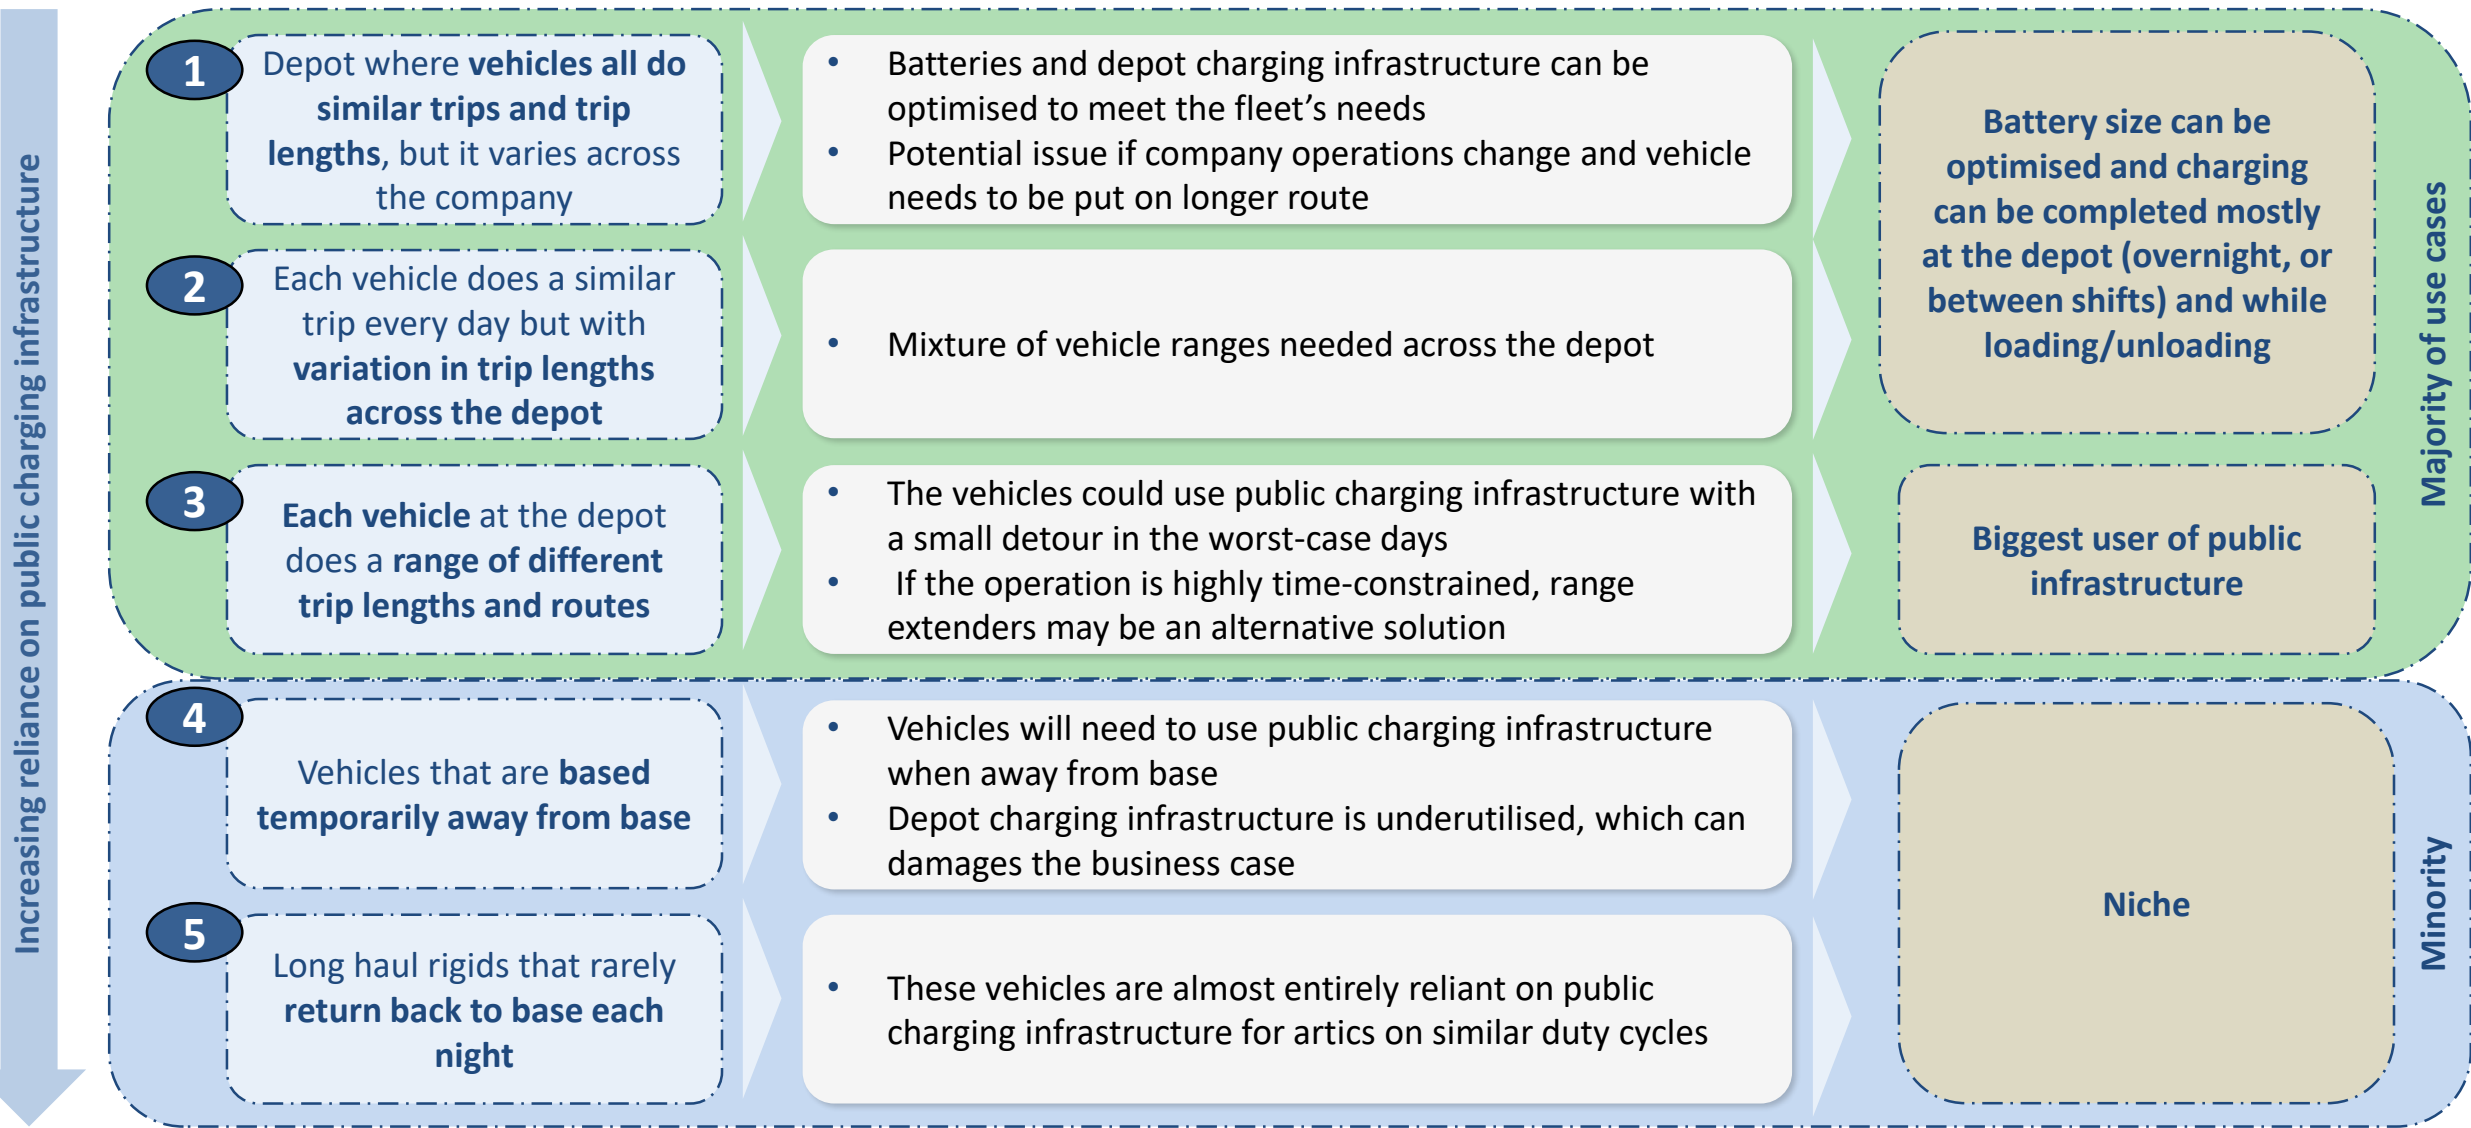 Increasing reliance on public charging infrastructure
1
Depot where vehicles all do
similar trips and trip
lengths, but it varies across
the company
• Batteries and depot charging infrastructure can be
optimised to meet the fleet's needs
• Potential issue if company operations change and vehicle
needs to be put on longer route
Battery size can be
optimised and charging
can be completed mostly
at the depot (overnight, or
between shifts) and while
loading/unloading
2
Each vehicle does a similar
trip every day but with
variation in trip lengths
across the depot
• Mixture of vehicle ranges needed across the depot
3
Each vehicle at the depot
does a range of different
trip lengths and routes
• The vehicles could use public charging infrastructure with
a small detour in the worst-case days
• If the operation is highly time-constrained, range
extenders may be an alternative solution
Biggest user of public
infrastructure
Majority of use cases
4
Vehicles that are based
temporarily away from base
• Vehicles will need to use public charging infrastructure
when away from base
• Depot charging infrastructure is underutilised, which can
damages the business case
Niche
5
Long haul rigids that rarely
return back to base each
night
• These vehicles are almost entirely reliant on public
charging infrastructure for artics on similar duty cycles
Minority